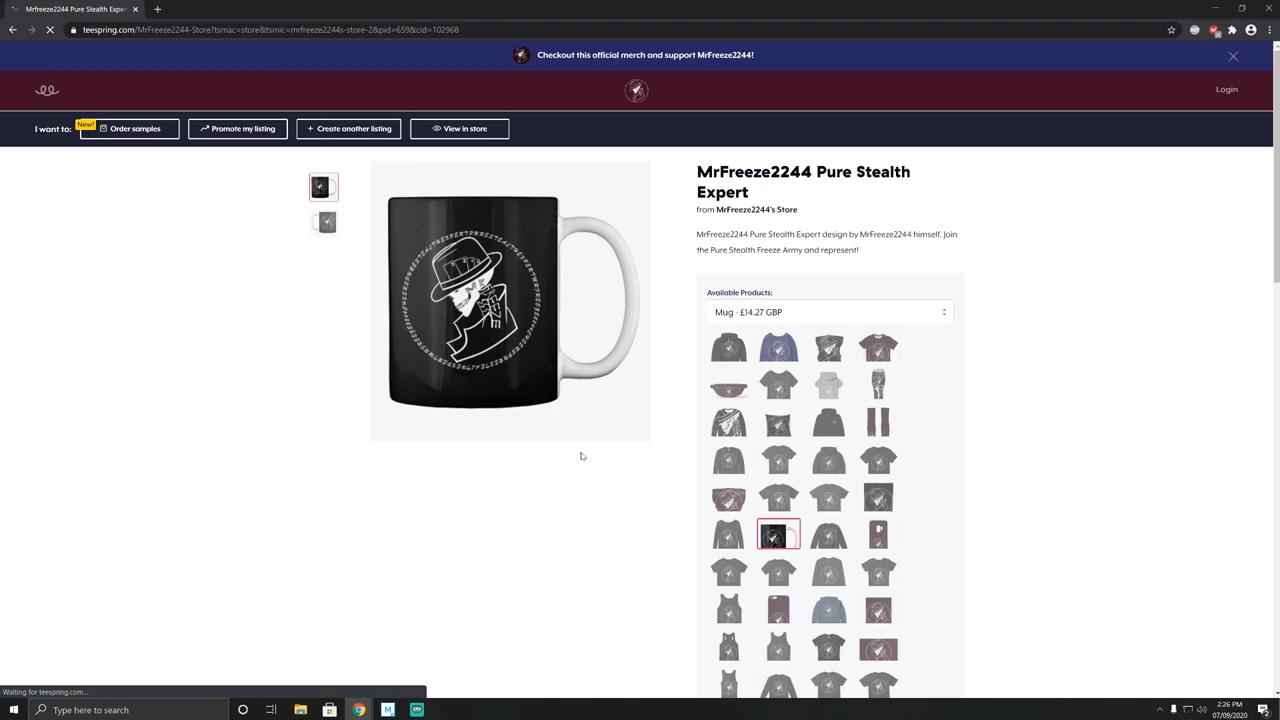 Mrfreeze2244 Pure Stealth Exper
teespring.com/MrFreeze2244-Store?tsmac=store&tsmic=mrfreeze2244s-store-2&pid=659&cid=102968
Checkout this official merch and support MrFreeze2244!
Login
I want to:
New!
Order samples
Promote my listing
+ Create another listing
View in store
MrFreeze2244 Pure Stealth
Expert
from MrFreeze2244's Store
MrFreeze2244 Pure Stealth Expert design by MrFreeze2244 himself. Join
the Pure Stealth Freeze Army and represent!
Available Products:
Mug - £14.27 GBP
Waiting for teespring.com...
Type here to search
2:26 PM
07/09/2020